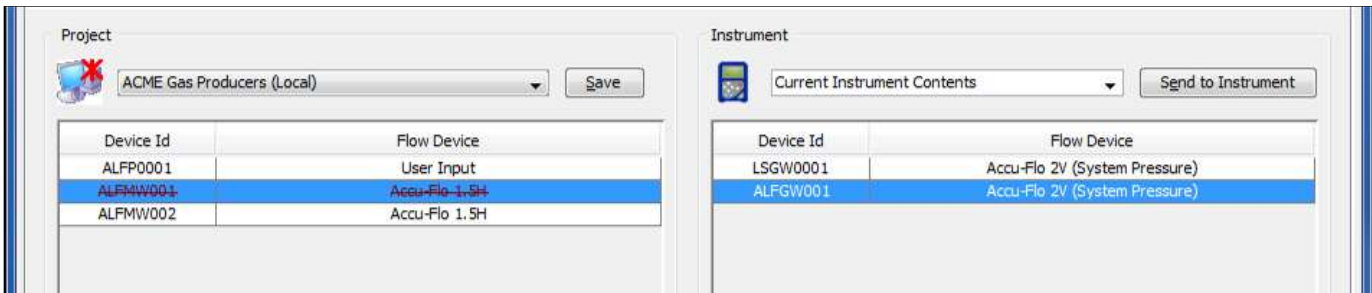 Project
ACME Gas Producers (Local) Save
Device Id Flow Device
ALFP0001 User Input
ALFMW001 Accu-Flo 1.5H
ALFMW002 Accu-Flo 1.5H
Instrument
Current Instrument Contents Send to Instrument
Device Id Flow Device
LSGW0001 Accu-Flo 2V (System Pressure)
ALFGW001 Accu-Flo 2V (System Pressure)